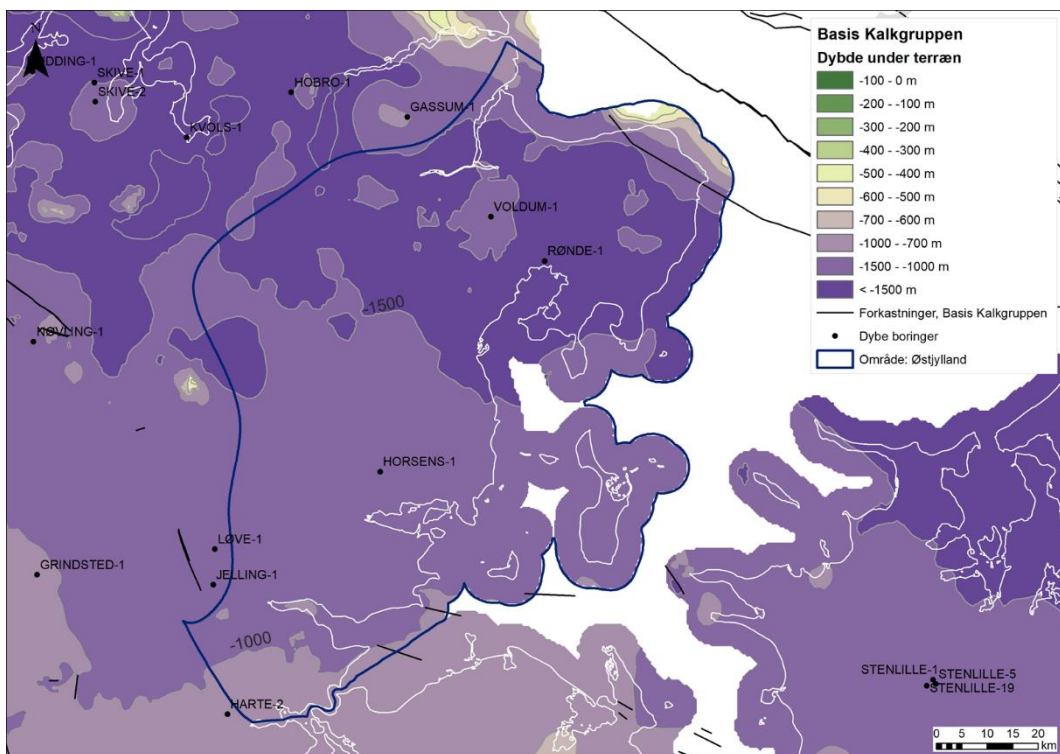 N
IDDING-1
SKIVE-1
SKIVE-2
HOBRO-1
KVOLS-1
GASSUM-1
VOLDUM-1
RØNDE-1
-1500
NØVLING-1
HORSENS-1
LØVE-1
GRINDSTED-1
JELLING-1
-1000
HARTE-2
STENLILLE-1
STENLILLE-5
STENLILLE-19
Basis Kalkgruppen
Dybde under terræn
-100 - 0 m
-200 - -100 m
-300 - -200 m
-400 - -300 m
-500 - -400 m
-600 - -500 m
-700 - -600 m
-1000 - -700 m
-1500 - -1000 m
< -1500 m
Forkastninger, Basis Kalkgruppen
Dybe boringer
Område: Østjylland
0 5 10 15 20
km